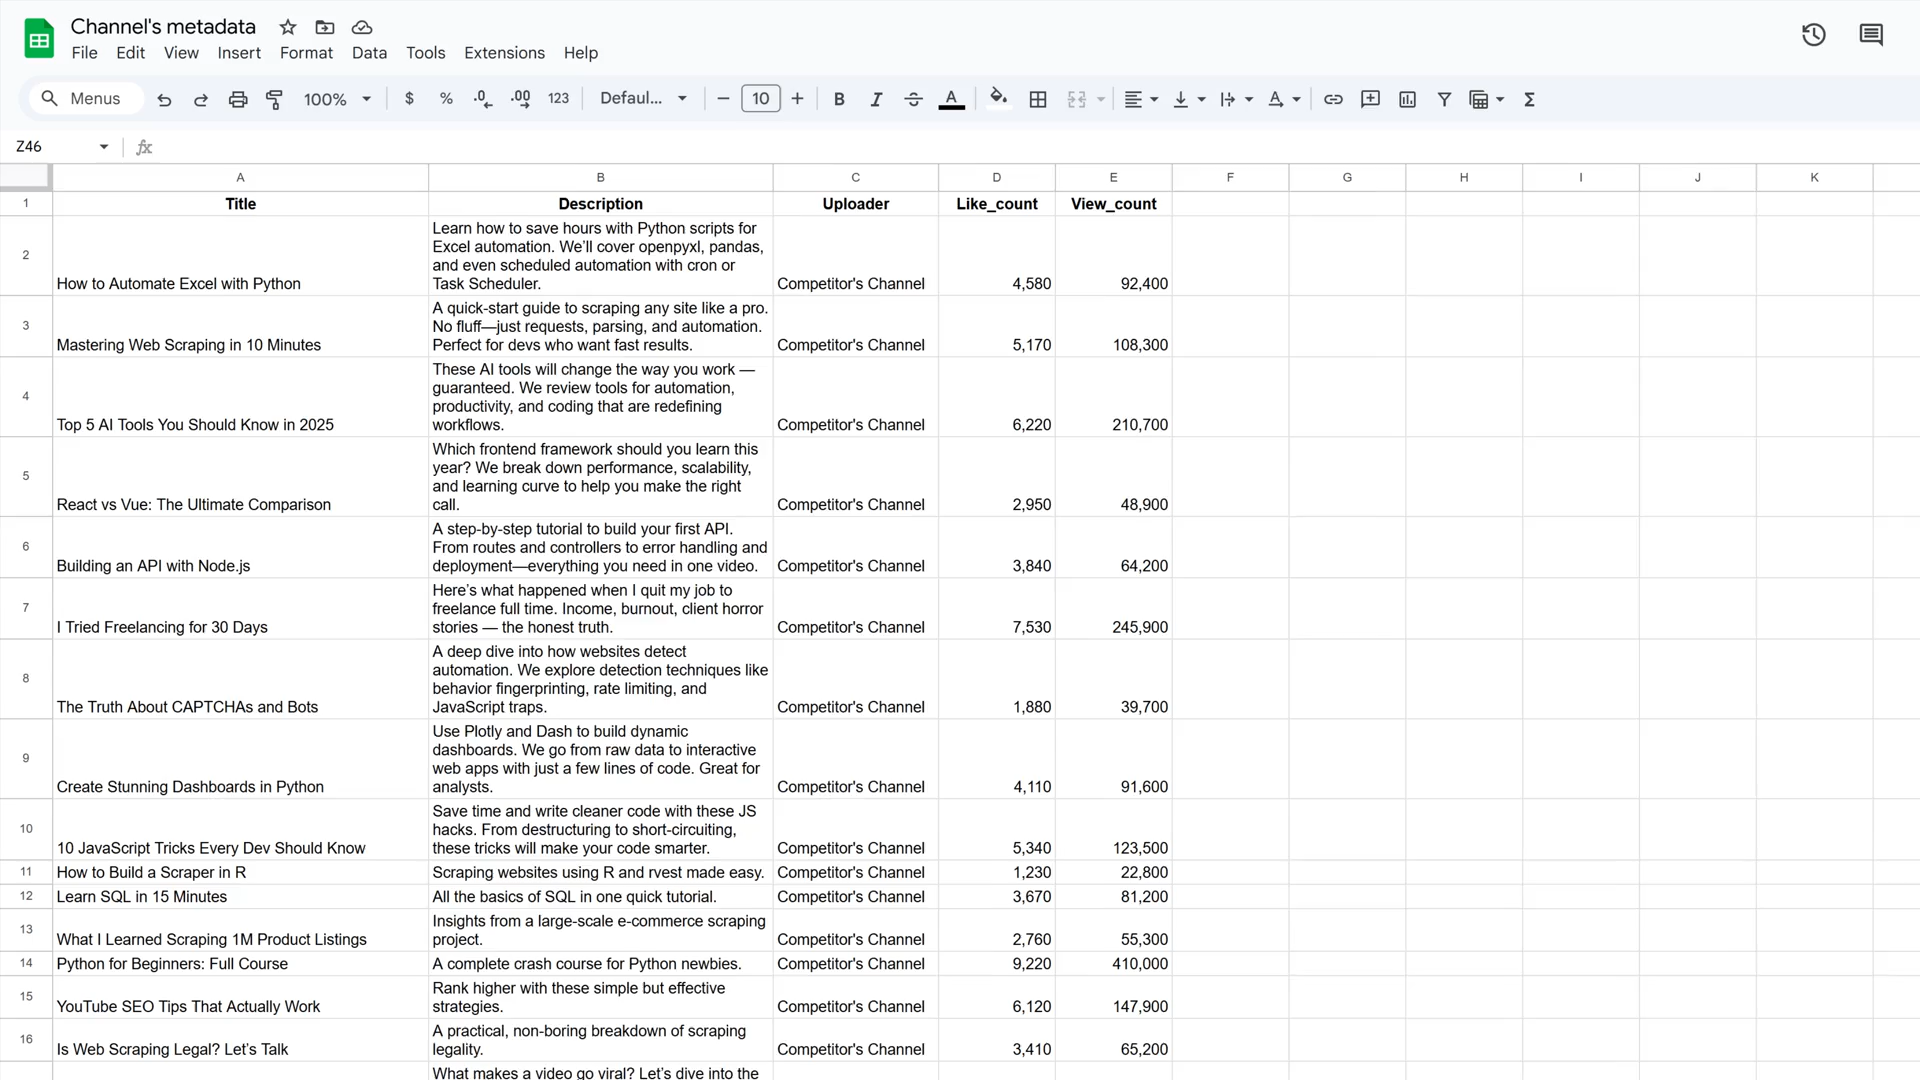 Channel's metadata
File Edit View Insert Format Data Tools Extensions Help
Menus 100% $ % .0 .00 123 Defaul... 10 B I S A Σ
Z46 fx
A B C D E F G H I J K
1 Title Description Uploader Like_count View_count
Learn how to save hours with Python scripts for
Excel automation. We’ll cover openpyxl, pandas,
and even scheduled automation with cron or
2 How to Automate Excel with Python Task Scheduler. Competitor's Channel 4,580 92,400
A quick-start guide to scraping any site like a pro.
No fluff—just requests, parsing, and automation.
3 Mastering Web Scraping in 10 Minutes Perfect for devs who want fast results. Competitor's Channel 5,170 108,300
These AI tools will change the way you work —
guaranteed. We review tools for automation,
productivity, and coding that are redefining
4 Top 5 AI Tools You Should Know in 2025 workflows. Competitor's Channel 6,220 210,700
Which frontend framework should you learn this
year? We break down performance, scalability,
and learning curve to help you make the right
5 React vs Vue: The Ultimate Comparison call. Competitor's Channel 2,950 48,900
A step-by-step tutorial to build your first API.
From routes and controllers to error handling and
6 Building an API with Node.js deployment—everything you need in one video. Competitor's Channel 3,840 64,200
Here’s what happened when I quit my job to
freelance full time. Income, burnout, client horror
7 I Tried Freelancing for 30 Days stories — the honest truth. Competitor's Channel 7,530 245,900
A deep dive into how websites detect
automation. We explore detection techniques like
behavior fingerprinting, rate limiting, and
8 The Truth About CAPTCHAs and Bots JavaScript traps. Competitor's Channel 1,880 39,700
Use Plotly and Dash to build dynamic
dashboards. We go from raw data to interactive
web apps with just a few lines of code. Great for
9 Create Stunning Dashboards in Python analysts. Competitor's Channel 4,110 91,600
Save time and write cleaner code with these JS
hacks. From destructuring to short-circuiting,
10 10 JavaScript Tricks Every Dev Should Know these tricks will make your code smarter. Competitor's Channel 5,340 123,500
11 How to Build a Scraper in R Scraping websites using R and rvest made easy. Competitor's Channel 1,230 22,800
12 Learn SQL in 15 Minutes All the basics of SQL in one quick tutorial. Competitor's Channel 3,670 81,200
Insights from a large-scale e-commerce scraping
13 What I Learned Scraping 1M Product Listings project. Competitor's Channel 2,760 55,300
14 Python for Beginners: Full Course A complete crash course for Python newbies. Competitor's Channel 9,220 410,000
Rank higher with these simple but effective
15 YouTube SEO Tips That Actually Work strategies. Competitor's Channel 6,120 147,900
A practical, non-boring breakdown of scraping
16 Is Web Scraping Legal? Let’s Talk legality. Competitor's Channel 3,410 65,200
What makes a video go viral? Let’s dive into the